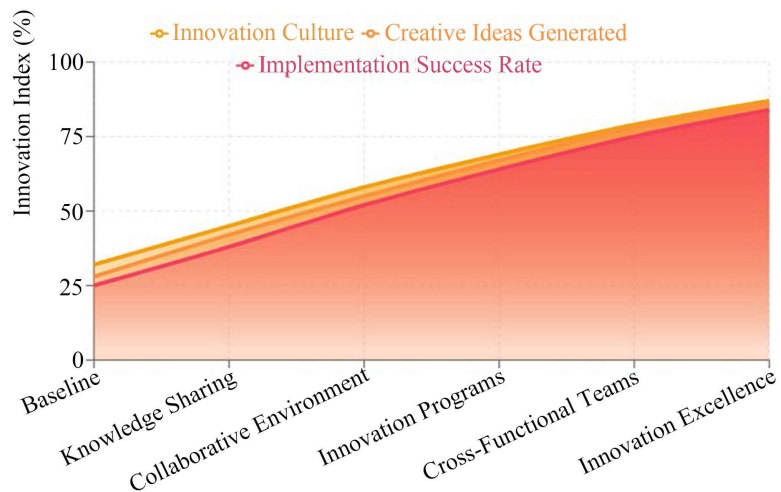 Innovation Culture Creative Ideas Generated
Implementation Success Rate
Innovation Index (%)
100
75
50
25
0
Baseline
Knowledge Sharing
Collaborative Environment
Innovation Programs
Cross-Functional Teams
Innovation Excellence